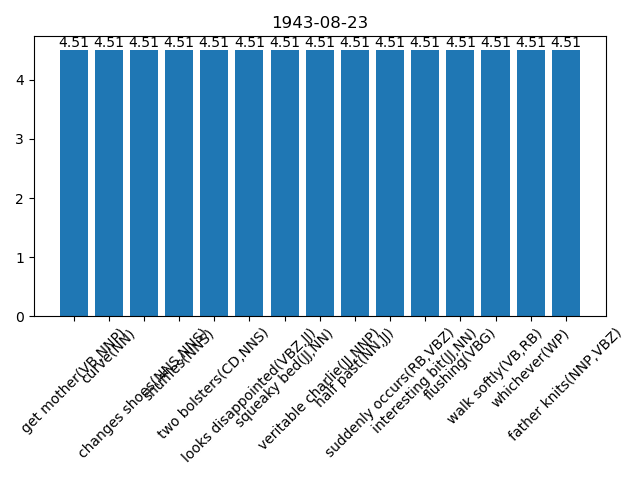 1943-08-23
4.51 4.51 4.51 4.51 4.51 4.51 4.51 4.51 4.51 4.51 4.51 4.51 4.51 4.51 4.51
4
3
2
1
0
get mother(VB,NNP)
curve(NN)
changes shoes(NNS,NNS)
two bolsters(CD,NNS)
looks disappointed(VBZ,JJ)
squeaky bed(JJ,NN)
veritable charlie(JJ,NNP)
half past(NN,JJ)
suddenly occurs(RB,VBZ)
interesting bit(JJ,NN)
flushing(VBG)
walk softly(VB,RB)
whichever(WP)
father knits(NNP,VBZ)